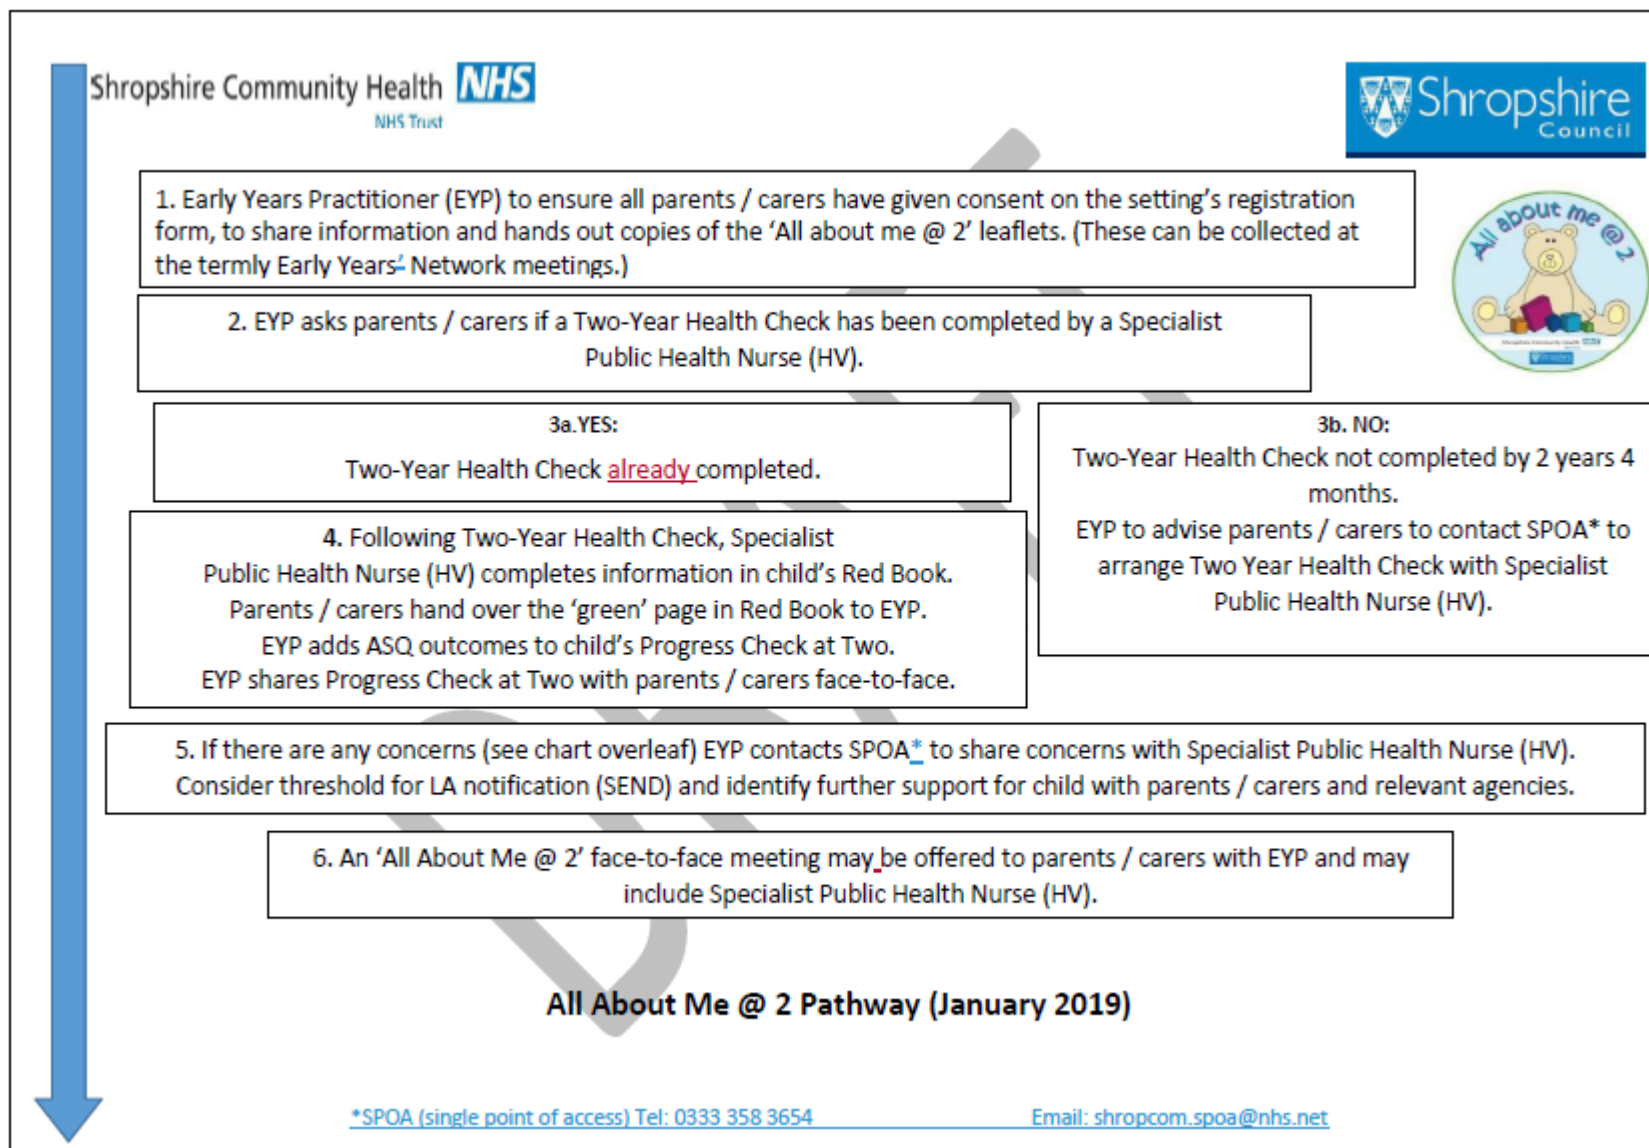 Shropshire Community Health NHS
NHS Trust
Shropshire
Council
1. Early Years Practitioner (EYP) to ensure all parents / carers have given consent on the setting’s registration
form, to share information and hands out copies of the ‘All about me @ 2’ leaflets. (These can be collected at
the termly Early Years’ Network meetings.)
All about me @ 2
Shropshire Community Health NHS
2. EYP asks parents / carers if a Two-Year Health Check has been completed by a Specialist
Public Health Nurse (HV).
3a.YES:
Two-Year Health Check already completed.
3b. NO:
Two-Year Health Check not completed by 2 years 4
months.
EYP to advise parents / carers to contact SPOA* to
arrange Two Year Health Check with Specialist
Public Health Nurse (HV).
4. Following Two-Year Health Check, Specialist
Public Health Nurse (HV) completes information in child’s Red Book.
Parents / carers hand over the ‘green’ page in Red Book to EYP.
EYP adds ASQ outcomes to child’s Progress Check at Two.
EYP shares Progress Check at Two with parents / carers face-to-face.
5. If there are any concerns (see chart overleaf) EYP contacts SPOA* to share concerns with Specialist Public Health Nurse (HV).
Consider threshold for LA notification (SEND) and identify further support for child with parents / carers and relevant agencies.
6. An ‘All About Me @ 2’ face-to-face meeting may be offered to parents / carers with EYP and may
include Specialist Public Health Nurse (HV).
All About Me @ 2 Pathway (January 2019)
*SPOA (single point of access) Tel: 0333 358 3654 Email: shropcom.spoa@nhs.net
DRAFT